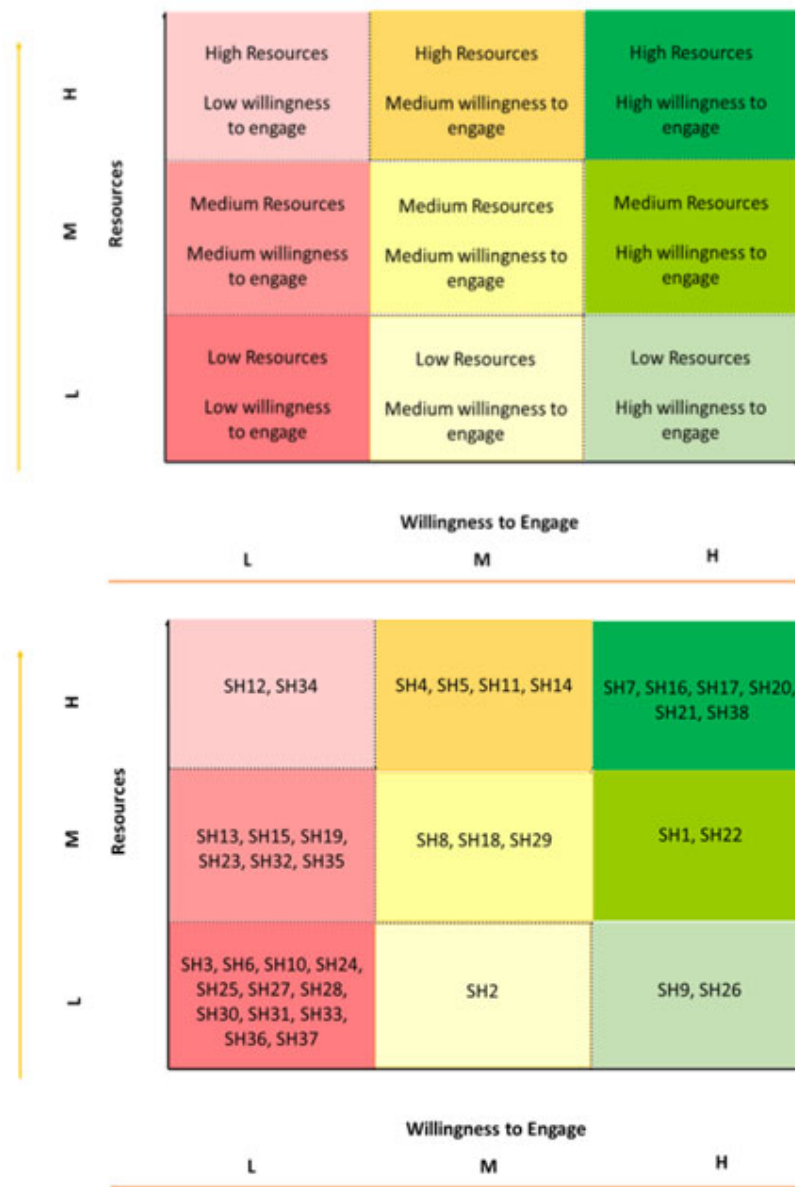 H
High Resources
Low willingness
to engage
High Resources
Medium willingness to
engage
High Resources
High willingness to
engage
M
Resources
Medium Resources
Medium willingness
to engage
Medium Resources
Medium willingness to
engage
Medium Resources
High willingness to
engage
L
Low Resources
Low willingness
to engage
Low Resources
Medium willingness to
engage
Low Resources
High willingness to
engage
Willingness to Engage
L
M
H
H
SH12, SH34
SH4, SH5, SH11, SH14
SH7, SH16, SH17, SH20,
SH21, SH38
M
Resources
SH13, SH15, SH19,
SH23, SH32, SH35
SH8, SH18, SH29
SH1, SH22
L
SH3, SH6, SH10, SH24,
SH25, SH27, SH28,
SH30, SH31, SH33,
SH36, SH37
SH2
SH9, SH26
Willingness to Engage
L
M
H